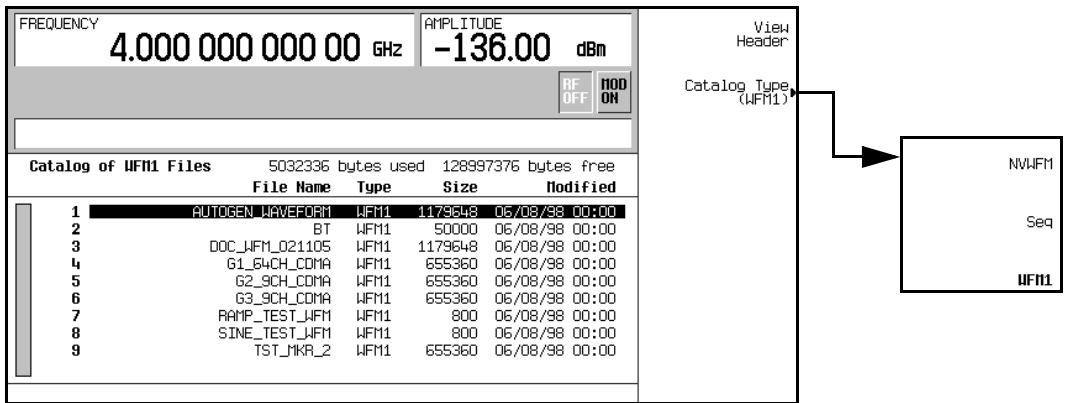 FREQUENCY
4.000 000 000 00 GHz
AMPLITUDE
-136.00 dBm
RF OFF
MOD ON
View Header
Catalog Type (WFM1)
Catalog of WFM1 Files 5032336 bytes used 128997376 bytes free
File Name Type Size Modified
1 AUTOGEN_WAVEFORM WFM1 1179648 06/08/98 00:00
2 BT WFM1 50000 06/08/98 00:00
3 DOC_WFM_021105 WFM1 1179648 06/08/98 00:00
4 G1_64CH_CDMA WFM1 655360 06/08/98 00:00
5 G2_9CH_CDMA WFM1 655360 06/08/98 00:00
6 G3_9CH_CDMA WFM1 655360 06/08/98 00:00
7 RAMP_TEST_WFM WFM1 800 06/08/98 00:00
8 SINE_TEST_WFM WFM1 800 06/08/98 00:00
9 TST_MKR_2 WFM1 655360 06/08/98 00:00
NVWFM
Seq
WFM1